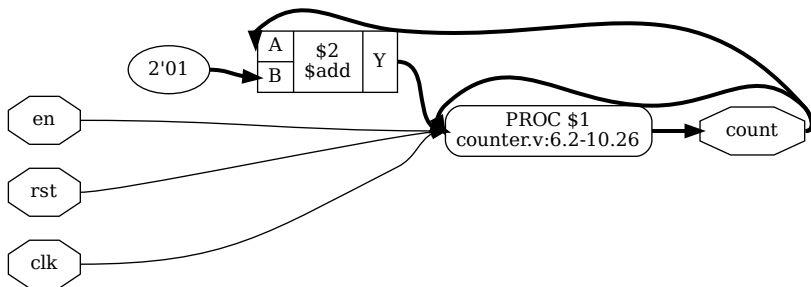 A
$2
$add
Y
B
2'01
en
PROC $1
counter.v:6.2-10.26
count
rst
clk